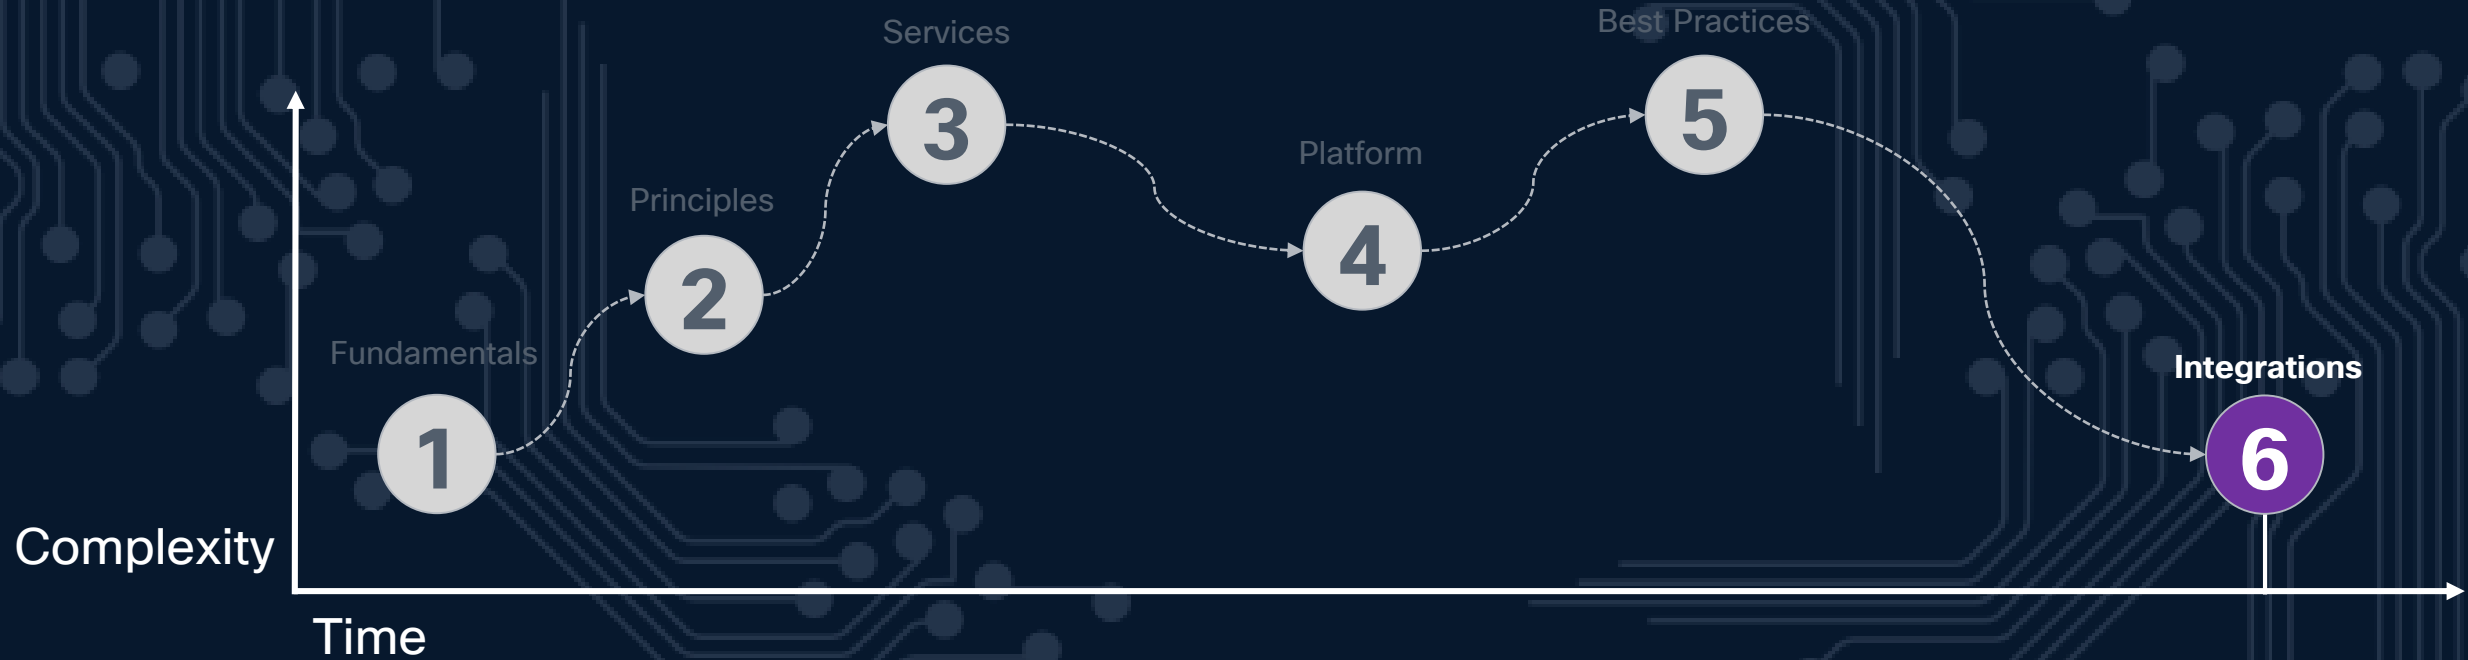 Services
Best Practices
3
5
Platform
Principles
4
2
Fundamentals
Integrations
1
6
Complexity
Time